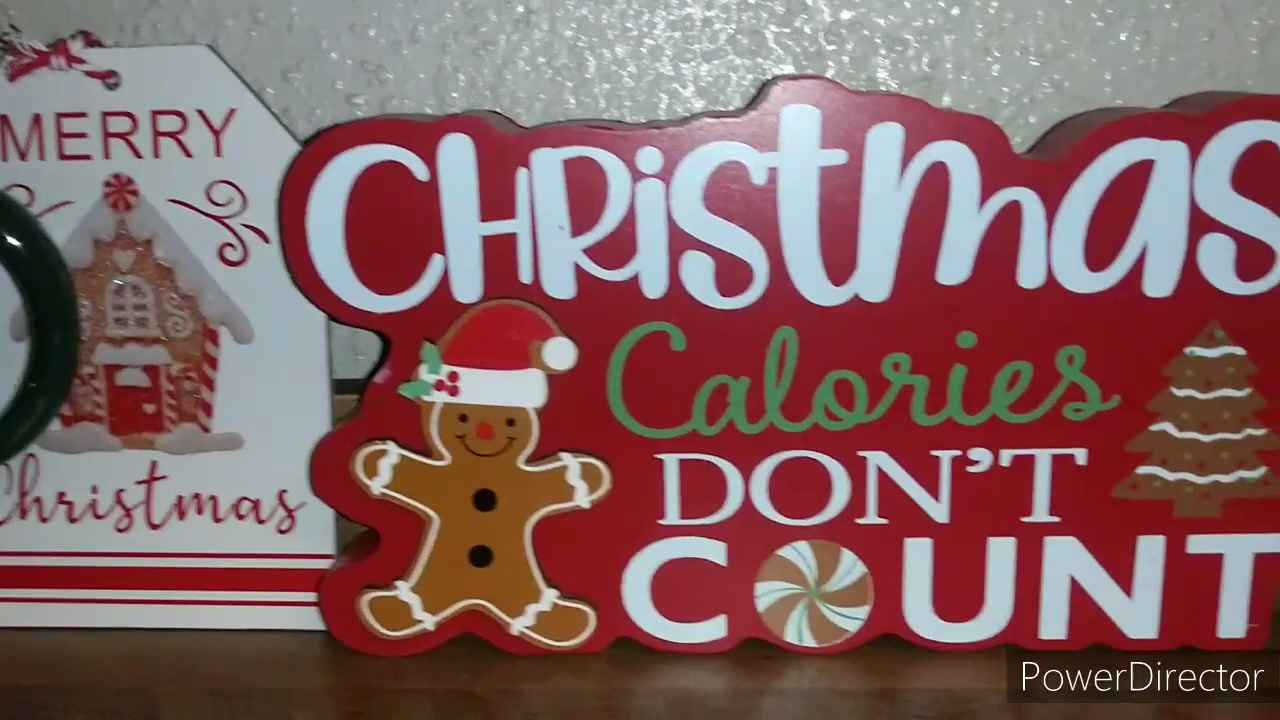 MERRY
Christmas
CHRistmas
Calories
DON'T
COUNT
PowerDirector